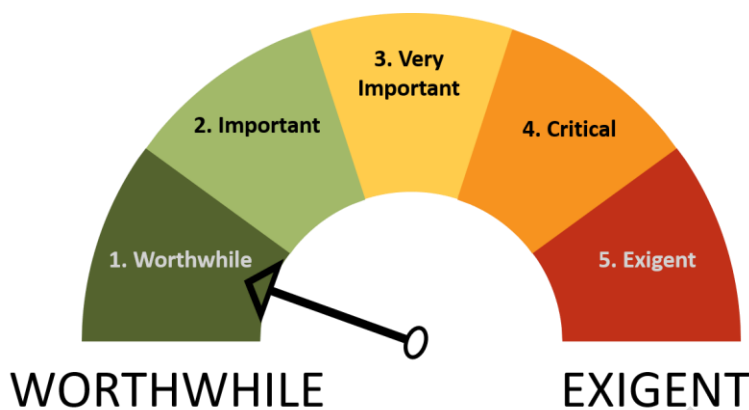 3. Very
Important
2. Important
4. Critical
1. Worthwhile
5. Exigent
WORTHWHILE
EXIGENT